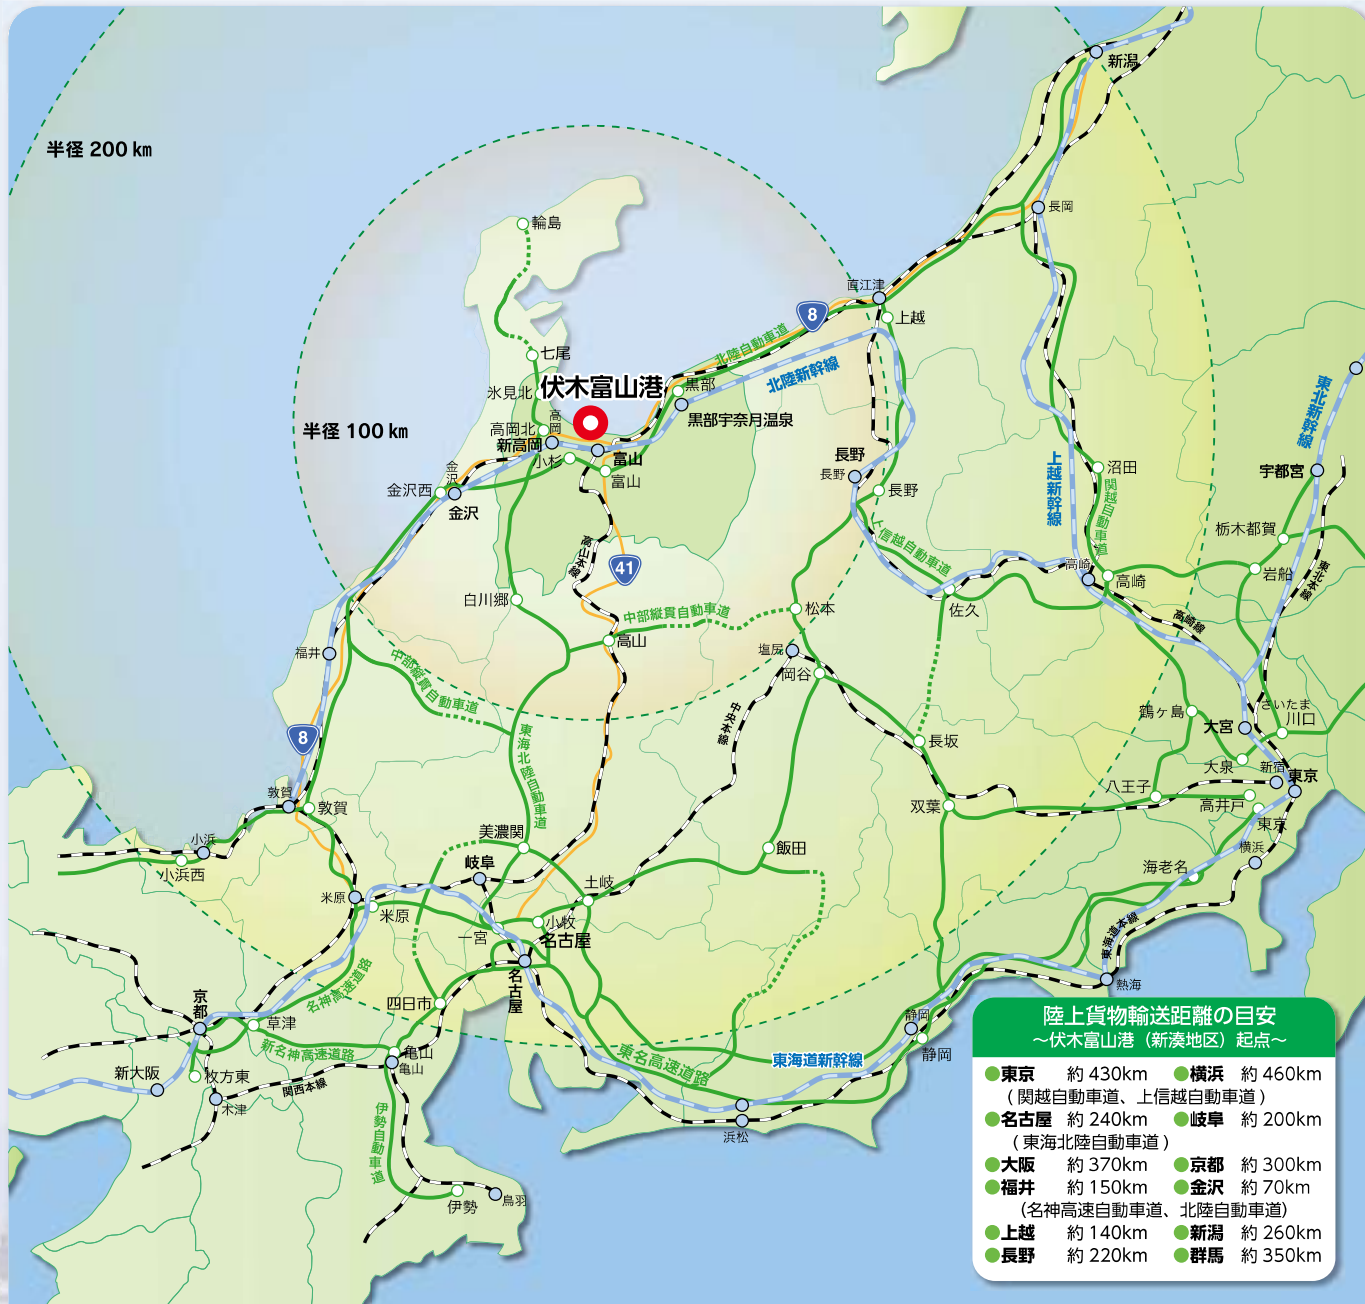 新潟
半径 200 km
長岡
輪島
直江津
8
上越
北陸自動車道
北陸新幹線
七尾
伏木富山港
黒部
氷見北
黒部宇奈月温泉
高岡
高岡北
半径 100 km
新高岡
富山
小杉
富山
金沢
金沢西
金沢
長野
長野
長野
上越新幹線
沼田
関越自動車道
東北新幹線
宇都宮
栃木都賀
上信越自動車道
高山本線
41
高崎
高崎
岩船
東北本線
白川郷
中部縦貫自動車道
松本
佐久
高崎線
高山
福井
中部縦貫自動車道
塩尻
岡谷
中央本線
鶴ヶ島
さいたま
川口
大宮
8
東海北陸自動車道
長坂
大泉
新宿
東京
敦賀
敦賀
八王子
高井戸
双葉
東京
美濃関
小浜
小浜西
飯田
横浜
岐阜
海老名
土岐
米原
米原
小牧
一宮
名古屋
東海道本線
名古屋
名神高速道路
熱海
京都
四日市
草津
静岡
静岡
新名神高速道路
亀山
亀山
東名高速道路
東海道新幹線
新大阪
枚方東
木津
関西本線
浜松
伊勢自動車道
伊勢
鳥羽
陸上貨物輸送距離の目安
～伏木富山港（新湊地区）起点～
●東京 約 430km ●横浜 約 460km
( 関越自動車道、上信越自動車道 )
●名古屋 約 240km ●岐阜 約 200km
( 東海北陸自動車道 )
●大阪 約 370km ●京都 約 300km
●福井 約 150km ●金沢 約 70km
(名神高速自動車道、北陸自動車道)
●上越 約 140km ●新潟 約 260km
●長野 約 220km ●群馬 約 350km